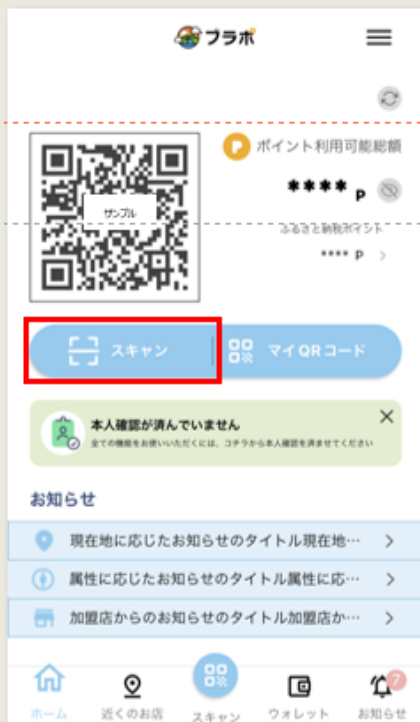 プラポ
ポイント利用可能総額
**** P
サンプル
ふるさと納税ポイント
**** P
スキャン
マイQRコード
本人確認が済んでいません
全ての機能をお使いいただくには、コチラから本人確認を済ませてください
お知らせ
現在地に応じたお知らせのタイトル現在地…
属性に応じたお知らせのタイトル属性に応…
加盟店からのお知らせのタイトル加盟店か…
7
ホーム
近くのお店
スキャン
ウォレット
お知らせ